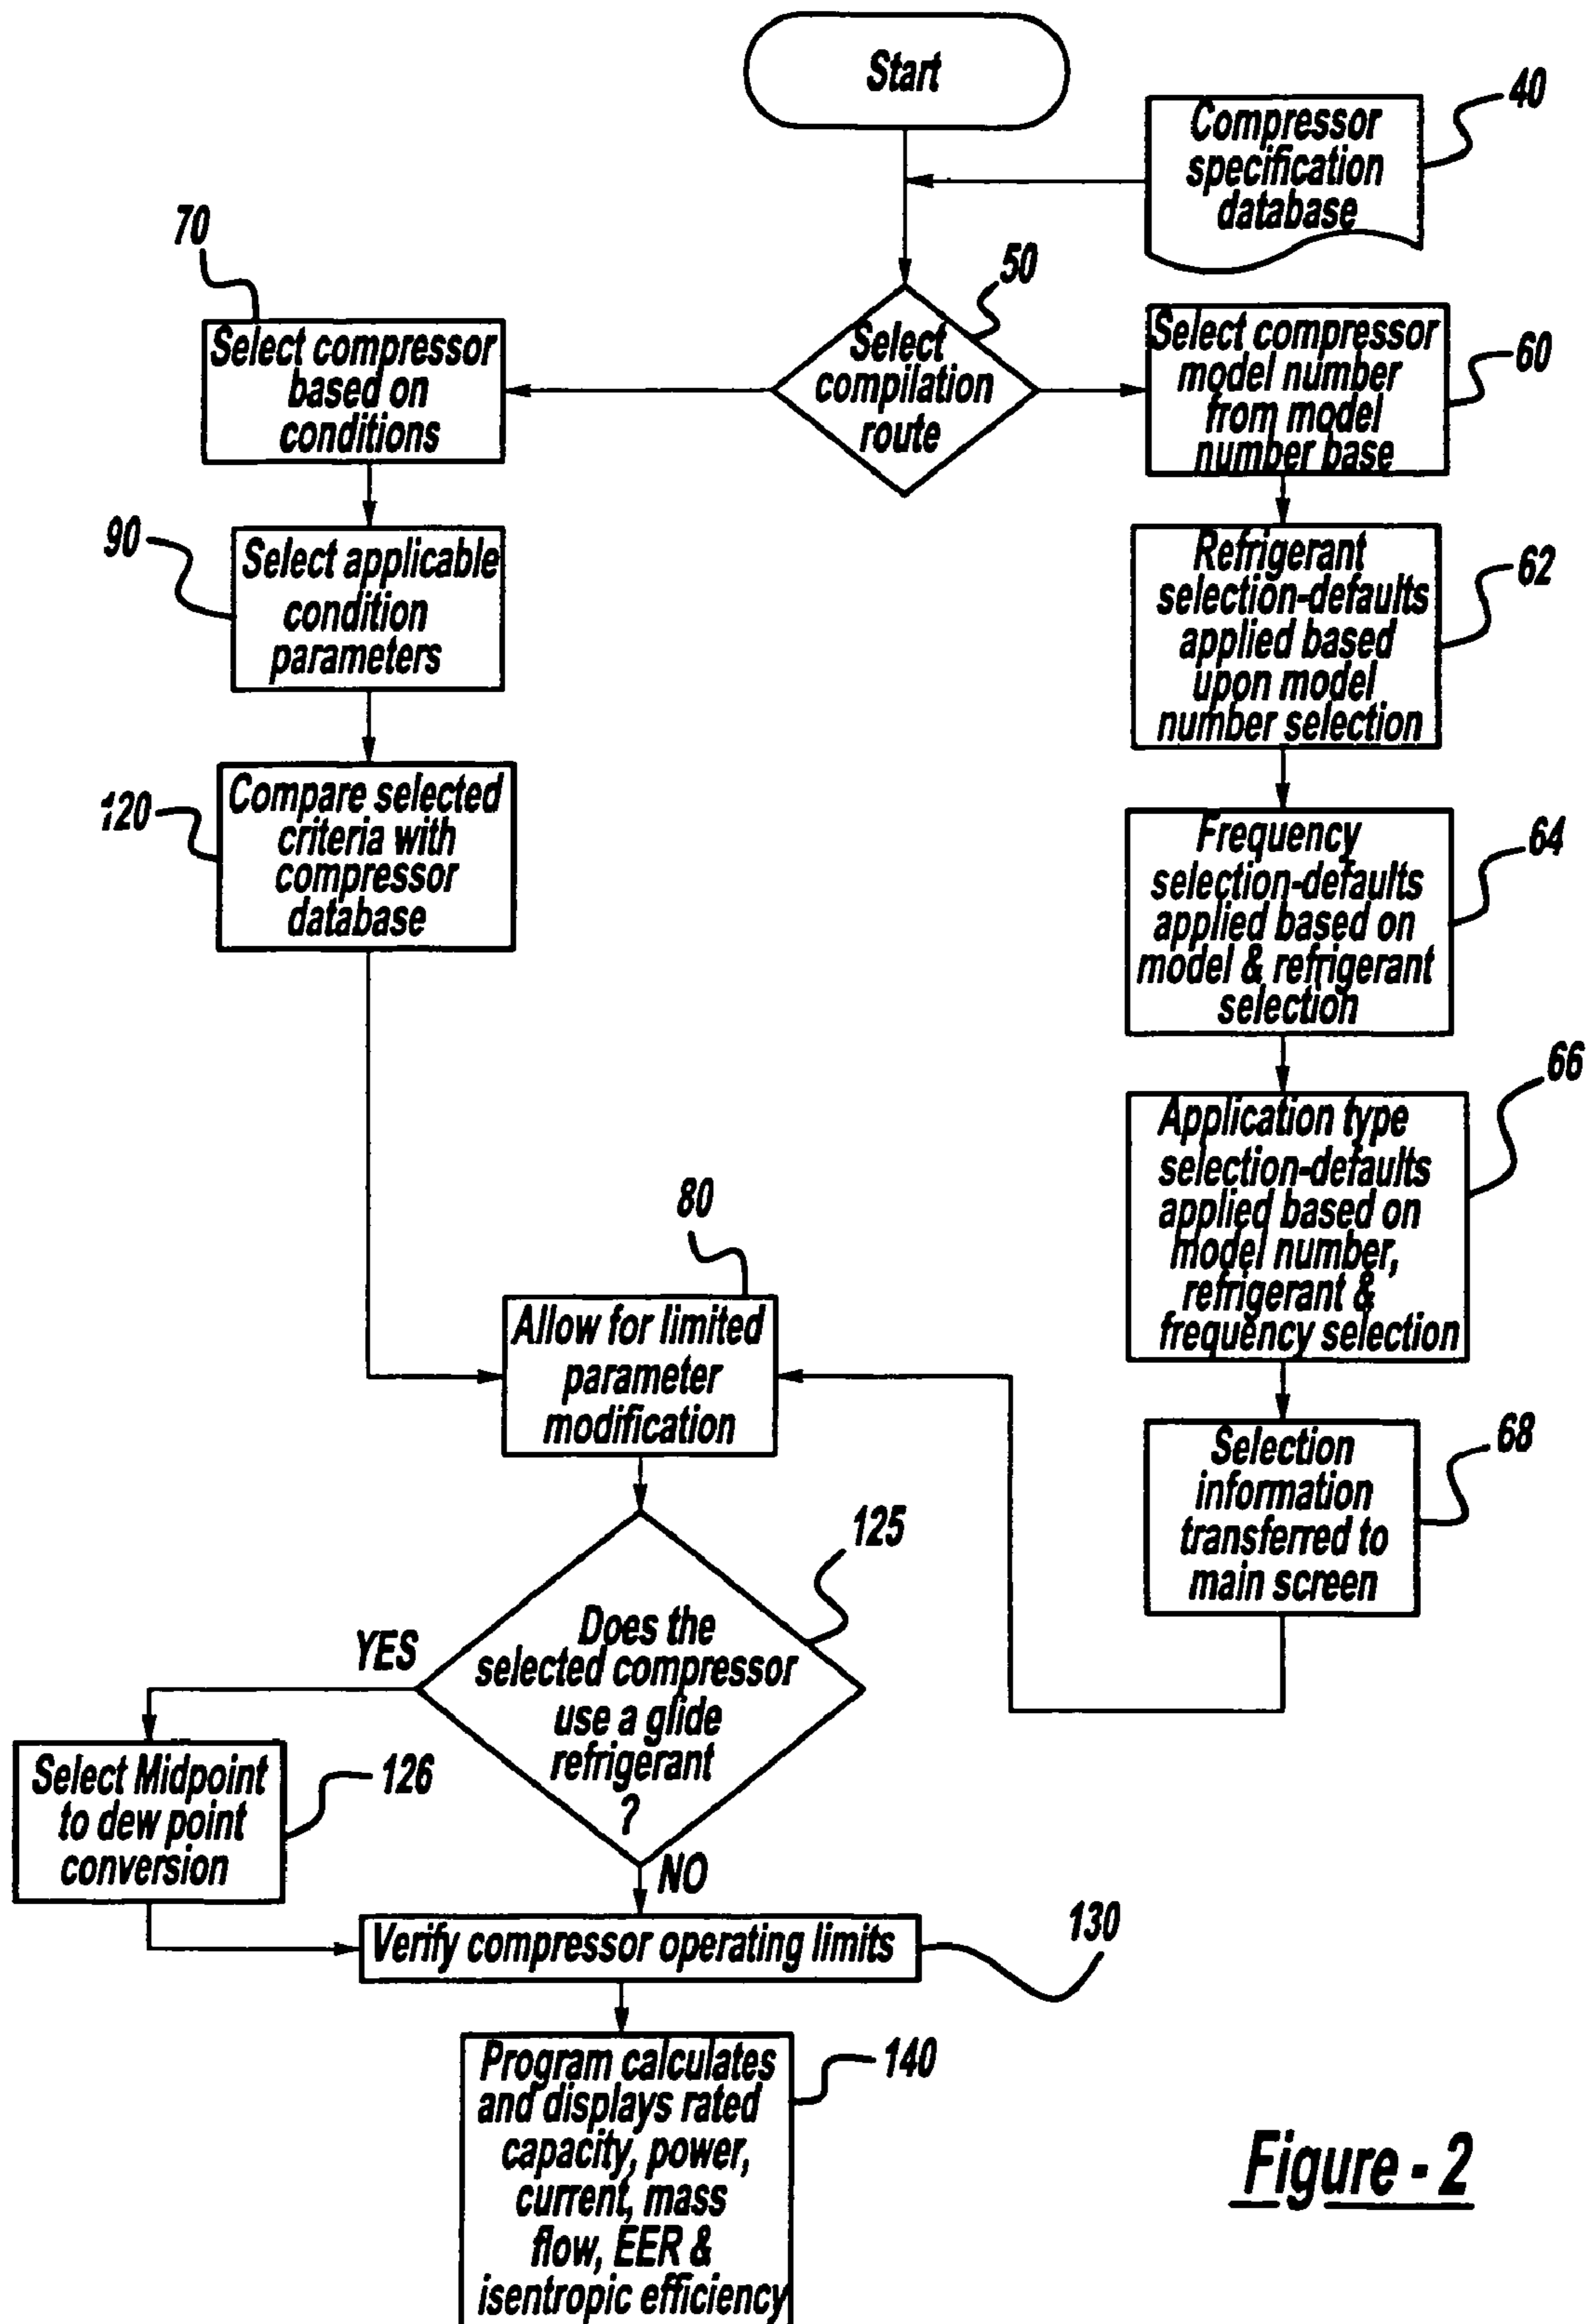 Start
40
Compressor
specification
database
50
Select
compilation
route
70
Select compressor
based on
conditions
60
Select compressor
model number
from model
number base
90
Select applicable
condition
parameters
62
Refrigerant
selection-defaults
applied based
upon model
number selection
120
Compare selected
criteria with
compressor
database
64
Frequency
selection-defaults
applied based on
model & refrigerant
selection
66
Application type
selection-defaults
applied based on
model number,
refrigerant &
frequency selection
80
Allow for limited
parameter
modification
68
Selection
information
transferred to
main screen
125
Does the
selected compressor
use a glide
refrigerant
?
YES
NO
126
Select Midpoint
to dew point
conversion
130
Verify compressor operating limits
140
Program calculates
and displays rated
capacity, power,
current, mass
flow, EER &
isentropic efficiency
Figure - 2